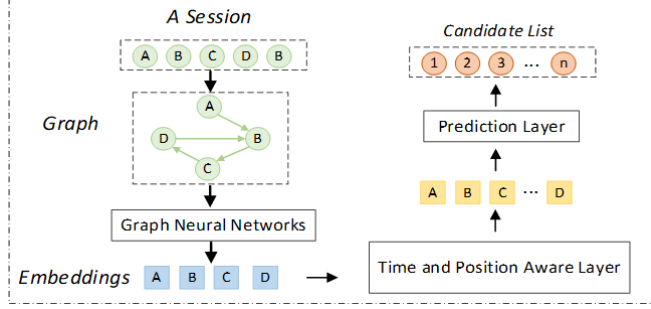 A Session
A B C D B
Graph
A
D B
C
Graph Neural Networks
Embeddings A B C D
Candidate List
1 2 3 ... n
Prediction Layer
A B C ... D
Time and Position Aware Layer